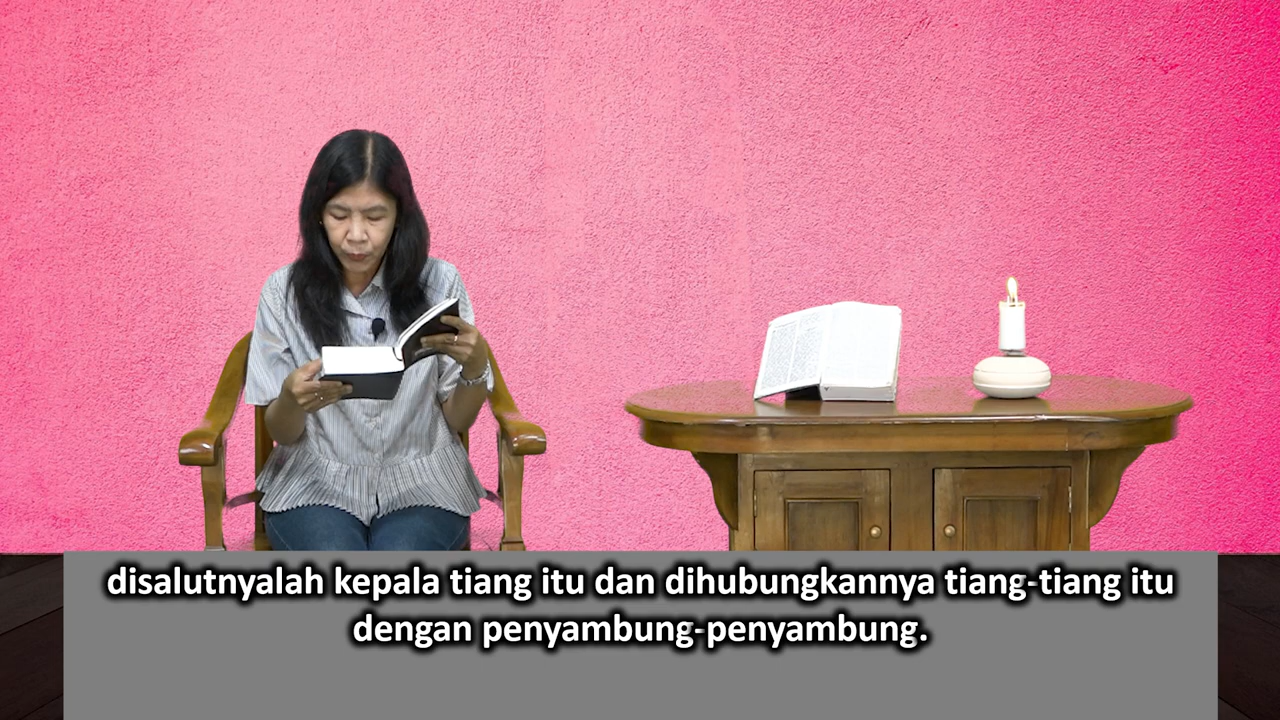 disalutnyalah kepala tiang itu dan dihubungkannya tiang-tiang itu
dengan penyambung-penyambung.